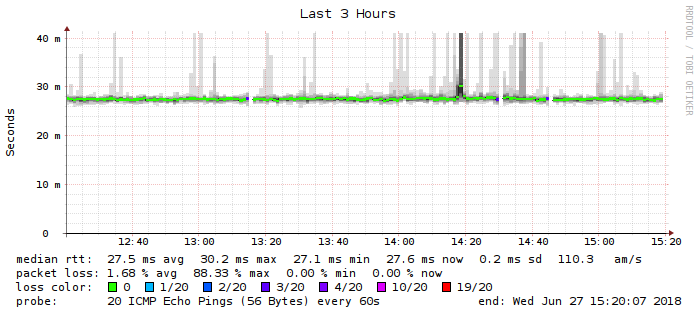 Last 3 Hours
RRDTOOL / TOBI OETIKER
Seconds
40 m
30 m
20 m
10 m
0
12:40 13:00 13:20 13:40 14:00 14:20 14:40 15:00 15:20
median rtt: 27.5 ms avg 30.2 ms max 27.1 ms min 27.6 ms now 0.2 ms sd 110.3 am/s
packet loss: 1.68 % avg 88.33 % max 0.00 % min 0.00 % now
loss color: 0 1/20 2/20 3/20 4/20 10/20 19/20
probe: 20 ICMP Echo Pings (56 Bytes) every 60s end: Wed Jun 27 15:20:07 2018